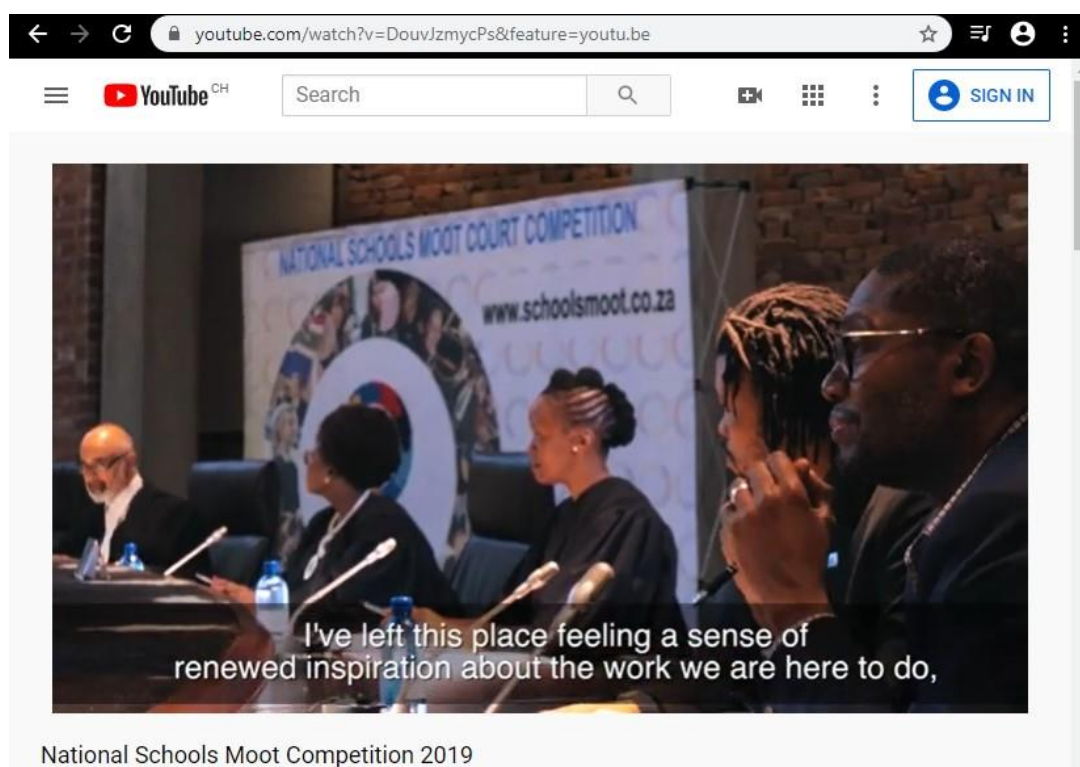 youtube.com/watch?v=DouvJzmycPs&feature=youtu.be
YouTube CH
Search
SIGN IN
NATIONAL SCHOOLS MOOT COURT COMPETITION
www.schoolsmoot.co.za
I've left this place feeling a sense of
renewed inspiration about the work we are here to do,
National Schools Moot Competition 2019